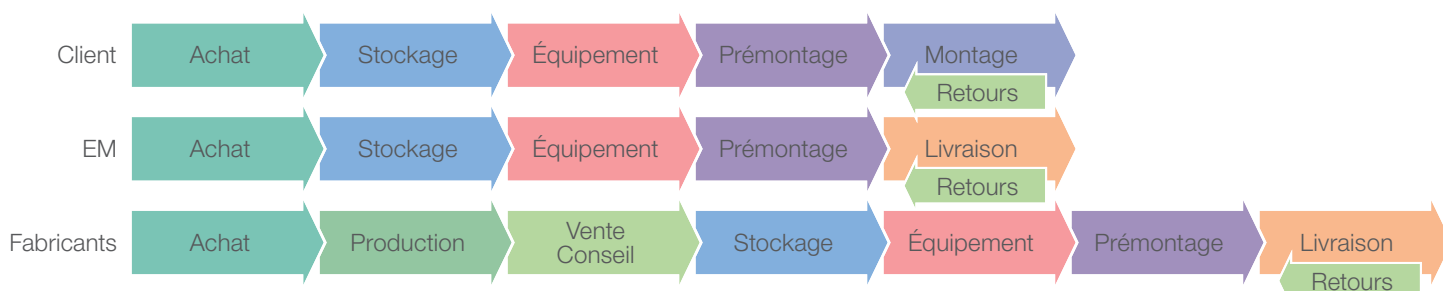 Client Achat Stockage Équipement Prémontage Montage
Retours
EM Achat Stockage Équipement Prémontage Livraison
Retours
Fabricants Achat Production Vente Conseil Stockage Équipement Prémontage Livraison
Retours